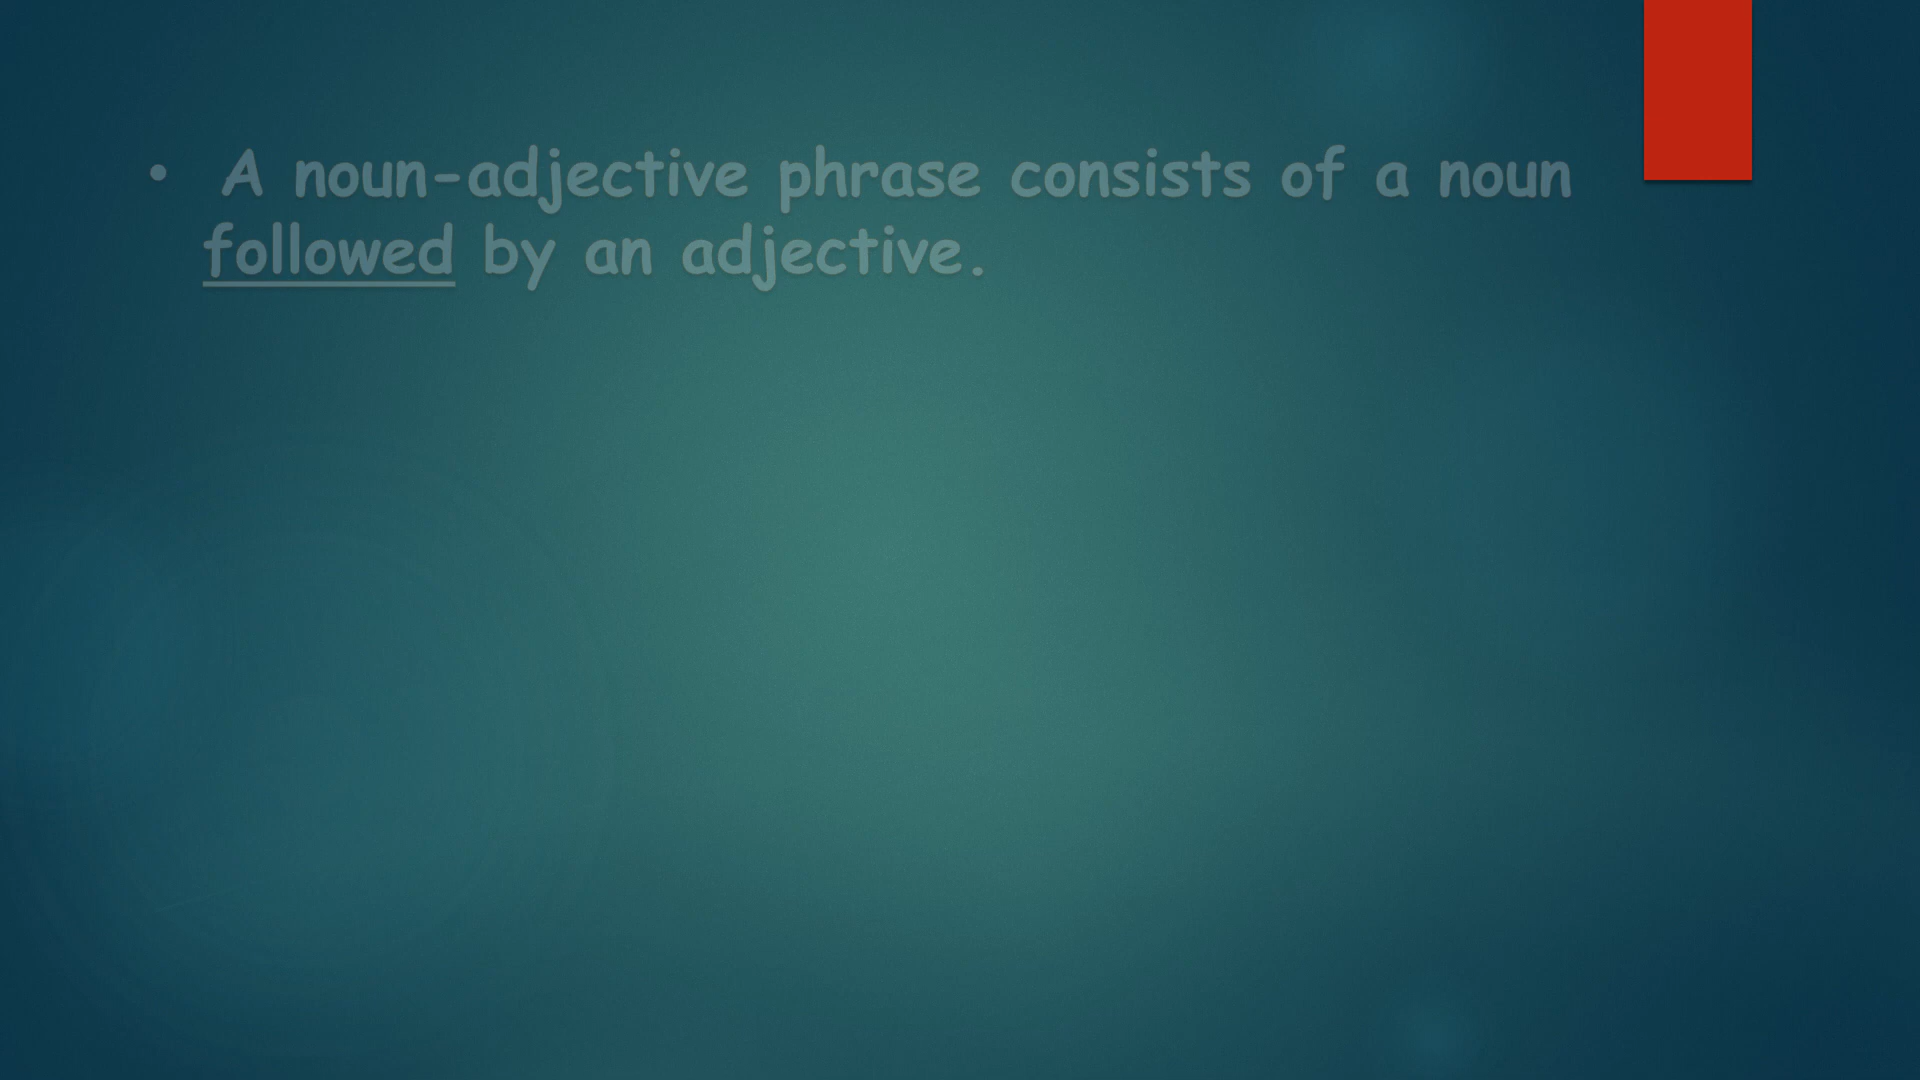 • A noun-adjective phrase consists of a noun
followed by an adjective.